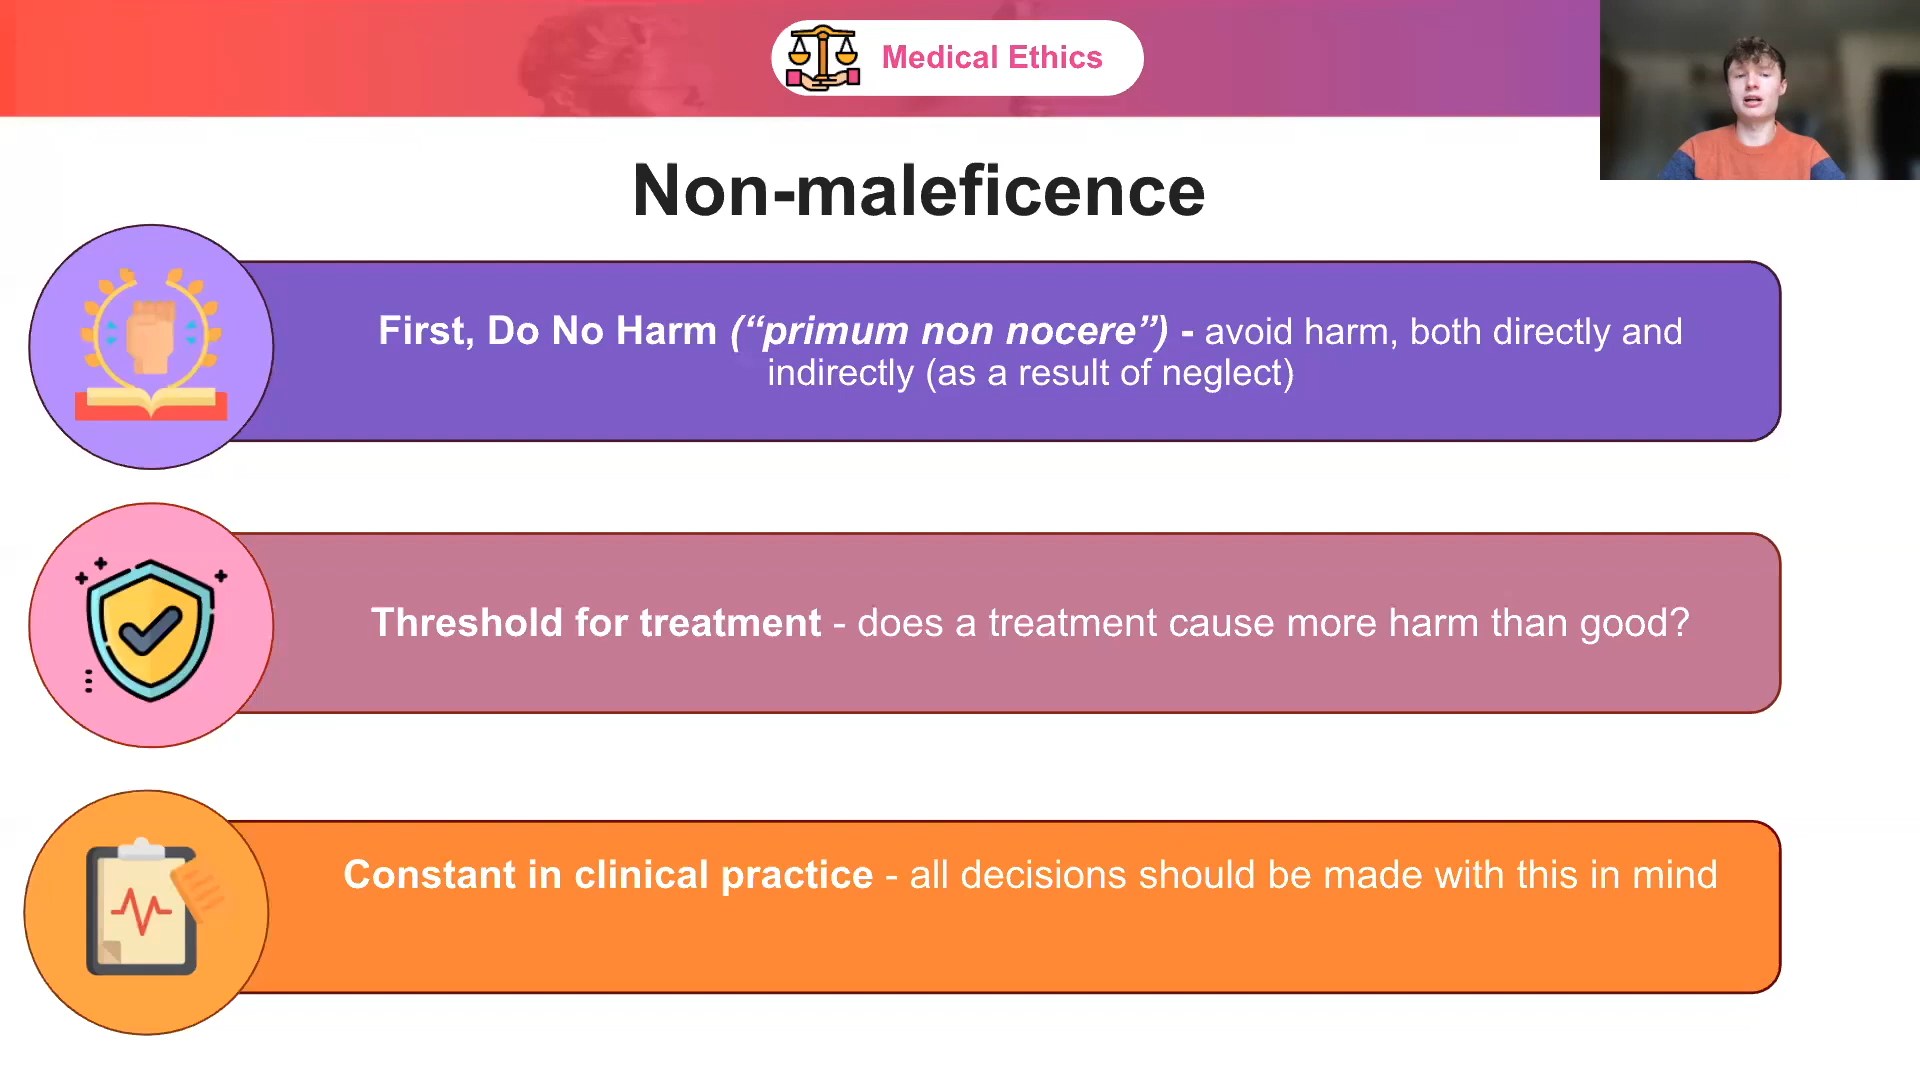 Medical Ethics
Non-maleficence
First, Do No Harm (“primum non nocere”) - avoid harm, both directly and
indirectly (as a result of neglect)
Threshold for treatment - does a treatment cause more harm than good?
Constant in clinical practice - all decisions should be made with this in mind